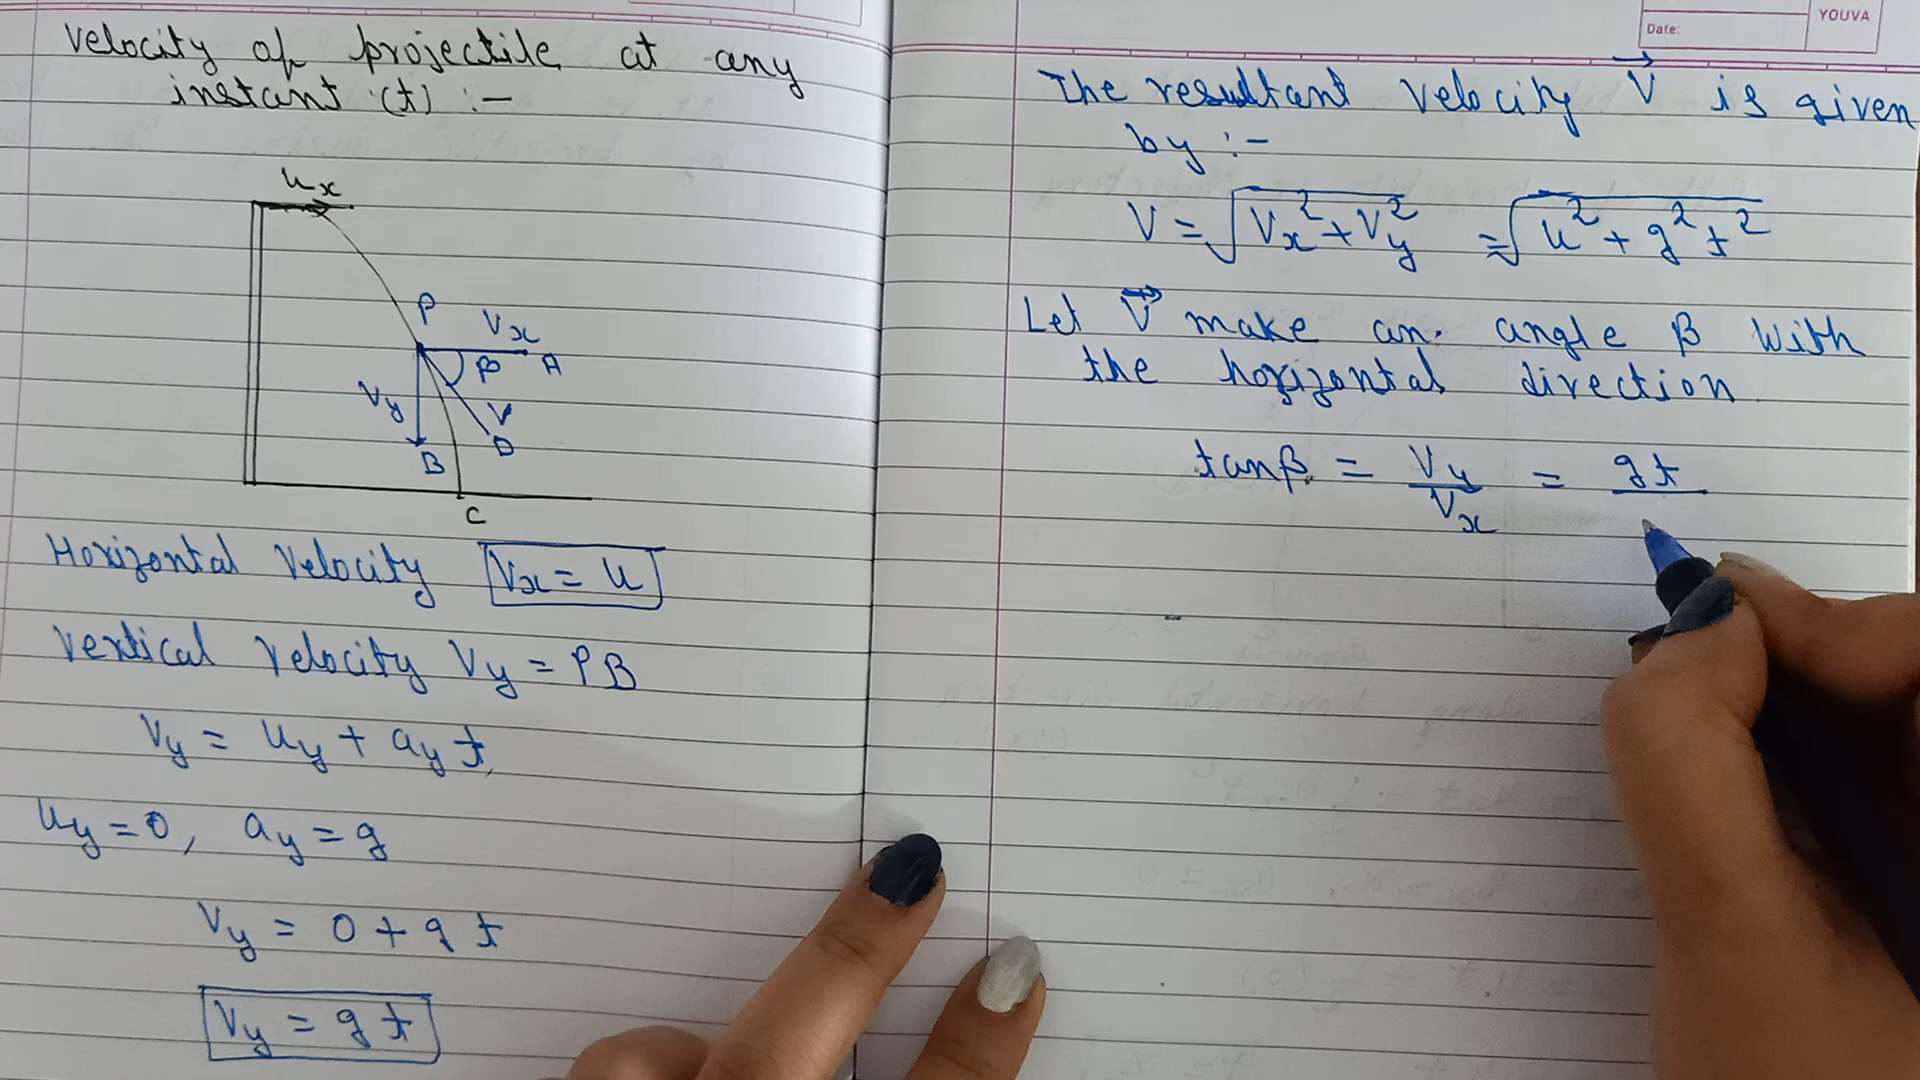 Velocity of projectile at any
instant (t) :-
ux
P
Vx
β
A
Vy
V
B
D
C
Horizontal Velocity Vx = u
Vertical Velocity Vy = PB
Vy = uy + ay t
uy = 0, ay = g
Vy = 0 + g t
Vy = g t
YOUVA
Date:
The resultant velocity V⃗ is given
by :-
V = √Vx² + Vy² = √u² + g² t²
Let V⃗ make an angle β with
the horizontal direction
tanβ = Vy/Vx = gt